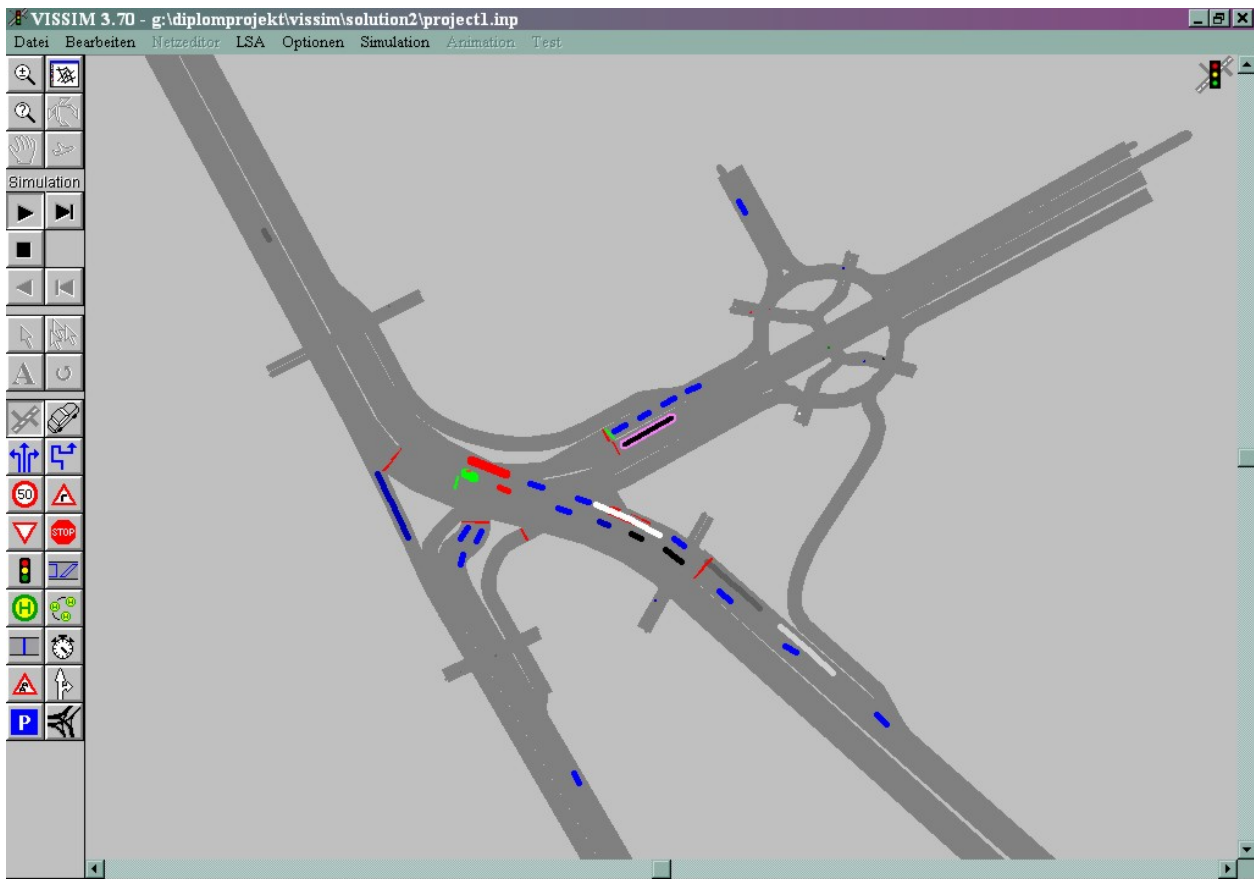 VISSIM 3.70 - g:\diplomprojekt\vissim\solution2\project1.inp
Datei Bearbeiten Netzeditor LSA Optionen Simulation Animation Test
Simulation
A
50
STOP
H
H
H
P